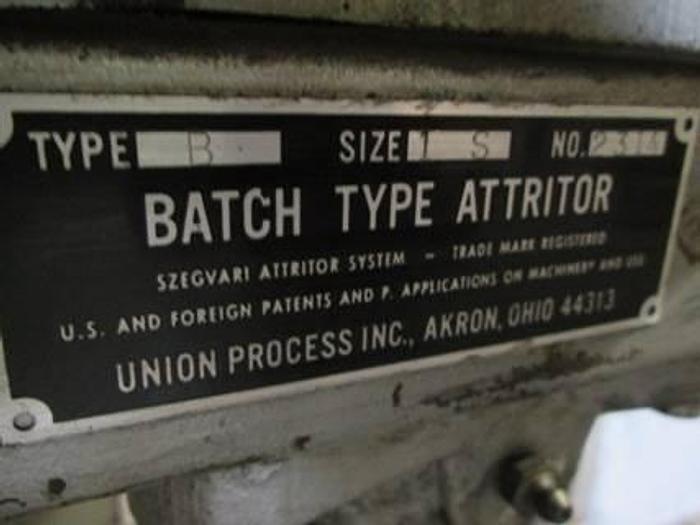 TYPE B SIZE 1 S NO.
BATCH TYPE ATTRITOR
SZEGVARI ATTRITOR SYSTEM - TRADE MARK REGISTERED
U.S. AND FOREIGN PATENTS AND P. APPLICATIONS ON MACHINERY AND USE
UNION PROCESS INC., AKRON, OHIO 44313